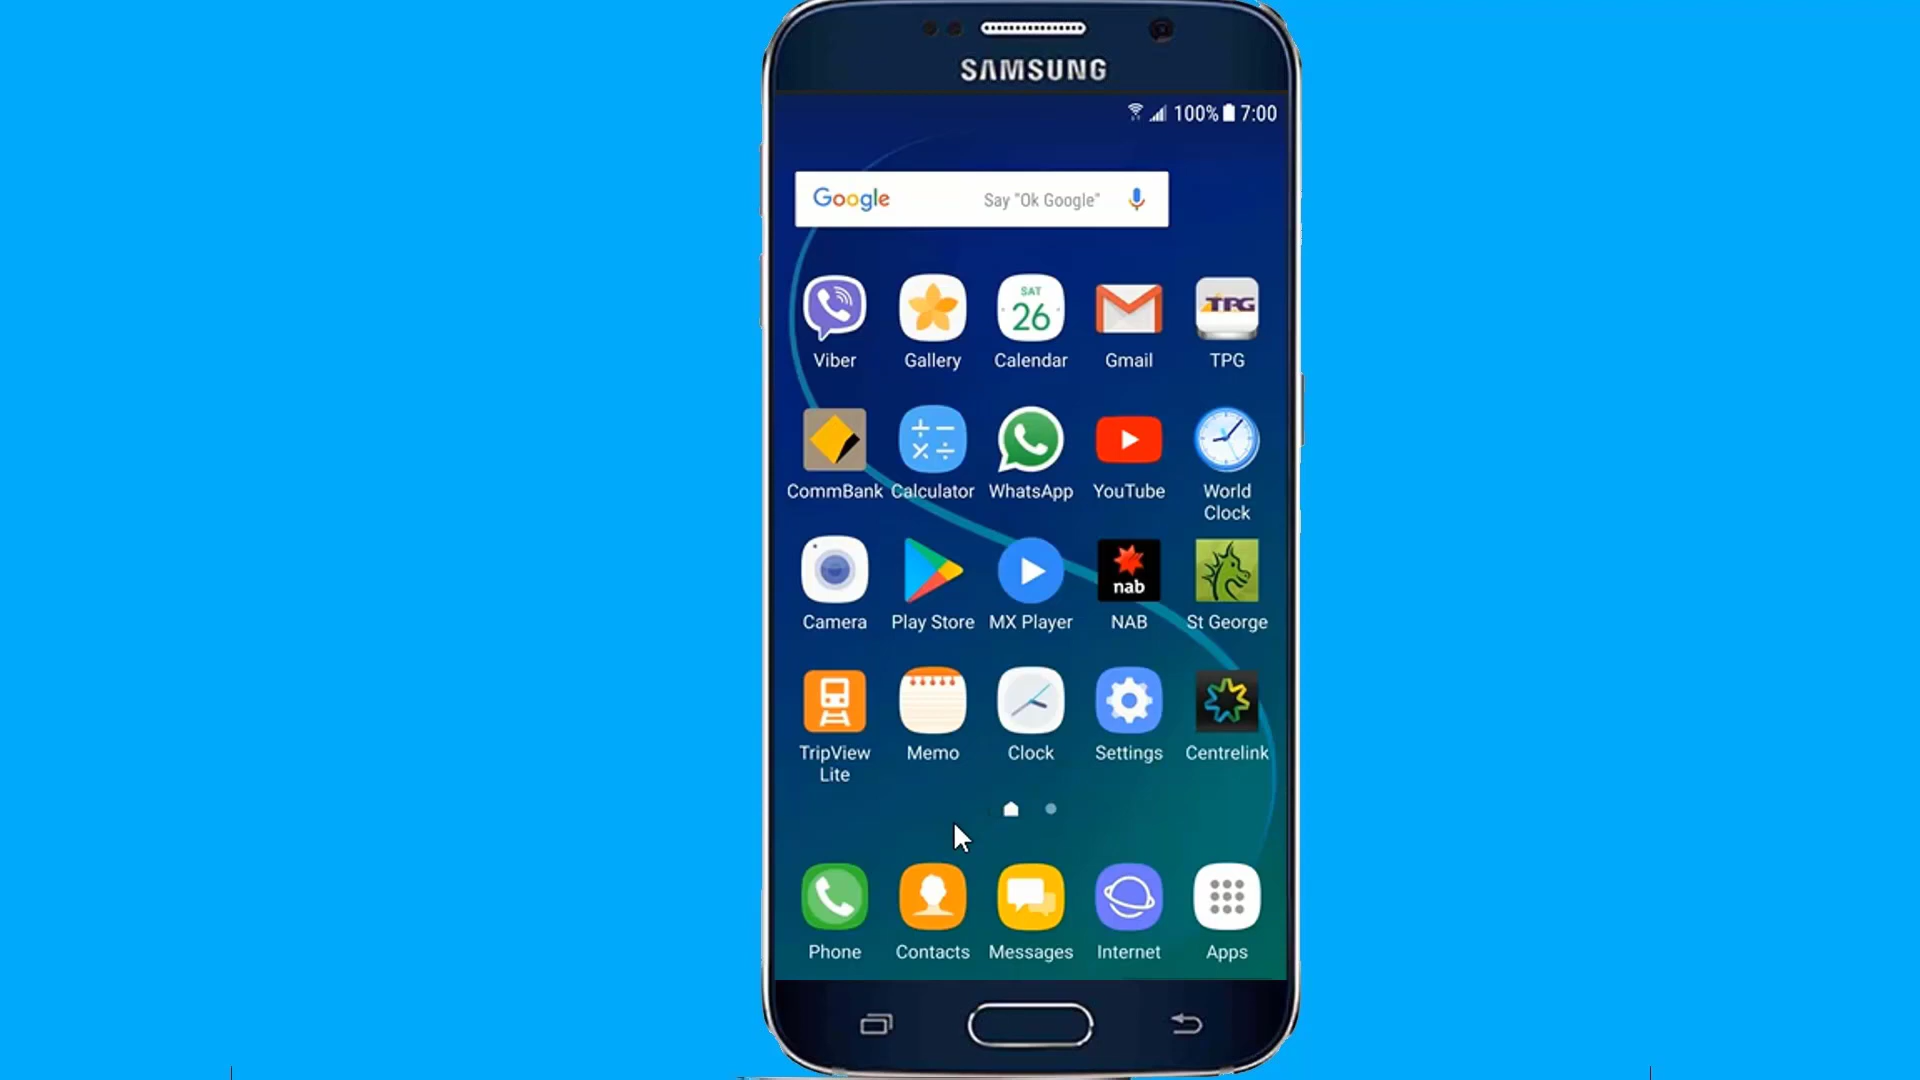 SAMSUNG
100% 7:00
Google Say "Ok Google"
SAT
26
TPG
Viber Gallery Calendar Gmail TPG
CommBank Calculator WhatsApp YouTube World Clock
nab
Camera Play Store MX Player NAB St George
TripView Lite Memo Clock Settings Centrelink
Phone Contacts Messages Internet Apps